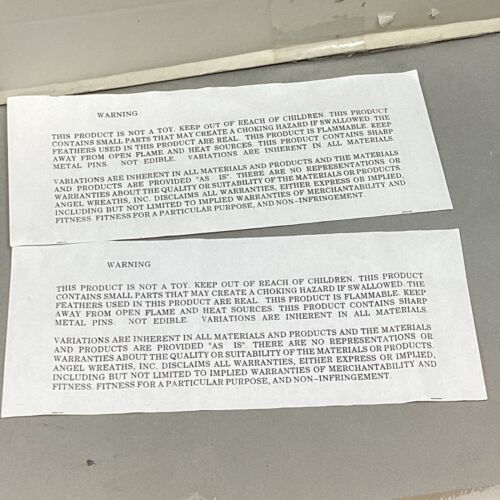 WARNING
THIS PRODUCT IS NOT A TOY. KEEP OUT OF REACH OF CHILDREN. THIS PRODUCT
CONTAINS SMALL PARTS THAT MAY CREATE A CHOKING HAZARD IF SWALLOWED. THE
FEATHERS USED IN THIS PRODUCT ARE REAL. THIS PRODUCT IS FLAMMABLE. KEEP
AWAY FROM OPEN FLAME AND HEAT SOURCES. THIS PRODUCT CONTAINS SHARP
METAL PINS. NOT EDIBLE. VARIATIONS ARE INHERENT IN ALL MATERIALS.
VARIATIONS ARE INHERENT IN ALL MATERIALS AND PRODUCTS AND THE MATERIALS
AND PRODUCTS ARE PROVIDED "AS IS". THERE ARE NO REPRESENTATIONS OR
WARRANTIES ABOUT THE QUALITY OR SUITABILITY OF THE MATERIALS OR PRODUCTS.
ANGEL WREATHS, INC. DISCLAIMS ALL WARRANTIES, EITHER EXPRESS OR IMPLIED,
INCLUDING BUT NOT LIMITED TO IMPLIED WARRANTIES OF MERCHANTABILITY AND
FITNESS. FITNESS FOR A PARTICULAR PURPOSE, AND NON-INFRINGEMENT.
WARNING
THIS PRODUCT IS NOT A TOY. KEEP OUT OF REACH OF CHILDREN. THIS PRODUCT
CONTAINS SMALL PARTS THAT MAY CREATE A CHOKING HAZARD IF SWALLOWED. THE
FEATHERS USED IN THIS PRODUCT ARE REAL. THIS PRODUCT IS FLAMMABLE. KEEP
AWAY FROM OPEN FLAME AND HEAT SOURCES. THIS PRODUCT CONTAINS SHARP
METAL PINS. NOT EDIBLE. VARIATIONS ARE INHERENT IN ALL MATERIALS.
VARIATIONS ARE INHERENT IN ALL MATERIALS AND PRODUCTS AND THE MATERIALS
AND PRODUCTS ARE PROVIDED "AS IS". THERE ARE NO REPRESENTATIONS OR
WARRANTIES ABOUT THE QUALITY OR SUITABILITY OF THE MATERIALS OR PRODUCTS.
ANGEL WREATHS, INC. DISCLAIMS ALL WARRANTIES, EITHER EXPRESS OR IMPLIED,
INCLUDING BUT NOT LIMITED TO IMPLIED WARRANTIES OF MERCHANTABILITY AND
FITNESS. FITNESS FOR A PARTICULAR PURPOSE, AND NON-INFRINGEMENT.